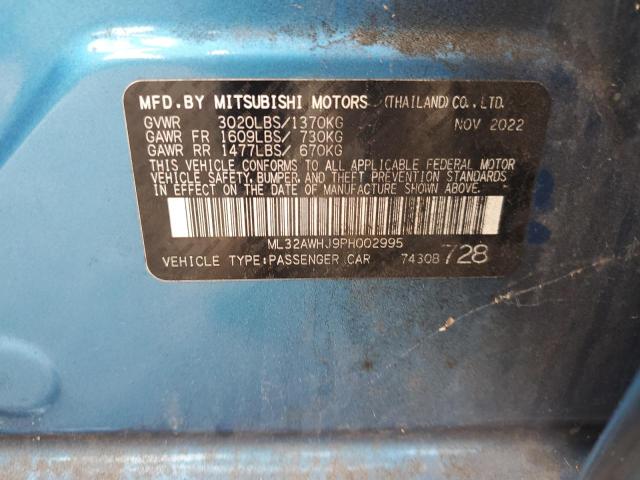 MFD.BY MITSUBISHI MOTORS (THAILAND)CO.,LTD.
GVWR 3020LBS/1370KG NOV 2022
GAWR FR 1609LBS/ 730KG
GAWR RR 1477LBS/ 670KG
THIS VEHICLE CONFORMS TO ALL APPLICABLE FEDERAL MOTOR
VEHICLE SAFETY, BUMPER, AND THEFT PREVENTION STANDARDS
IN EFFECT ON THE DATE OF MANUFACTURE SHOWN ABOVE.
ML32AWHJ9PH002995
VEHICLE TYPE:PASSENGER CAR 74308 728